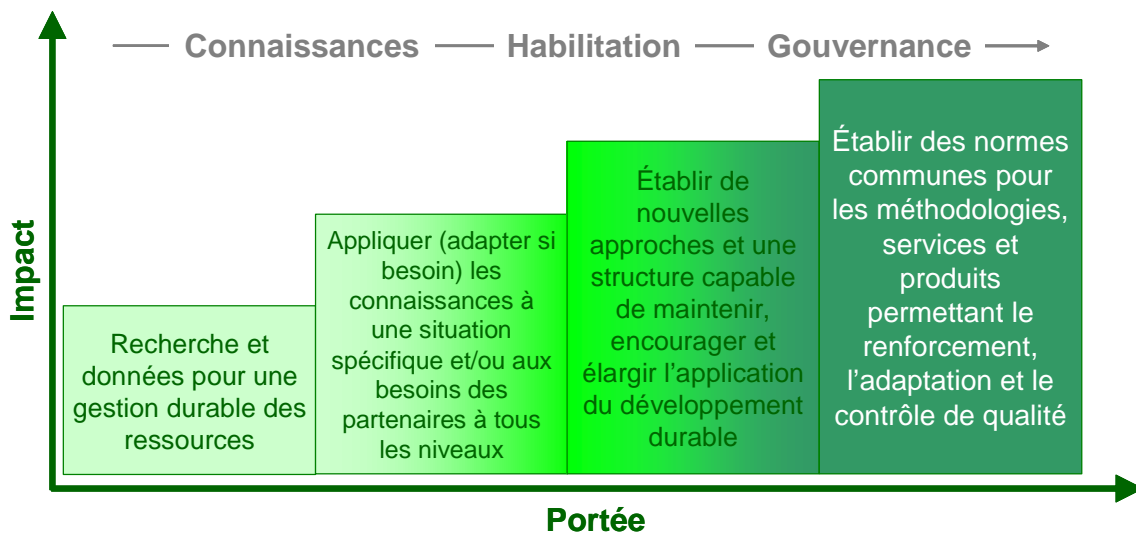 Connaissances
Habilitation
Gouvernance
Impact
Recherche et
données pour une
gestion durable des
ressources
Appliquer (adapter si
besoin) les
connaissances à
une situation
spécifique et/ou aux
besoins des
partenaires à tous
les niveaux
Établir de
nouvelles
approches et une
structure capable
de maintenir,
encourager et
élargir l’application
du développement
durable
Établir des normes
communes pour
les méthodologies,
services et
produits
permettant le
renforcement,
l’adaptation et le
contrôle de qualité
Portée